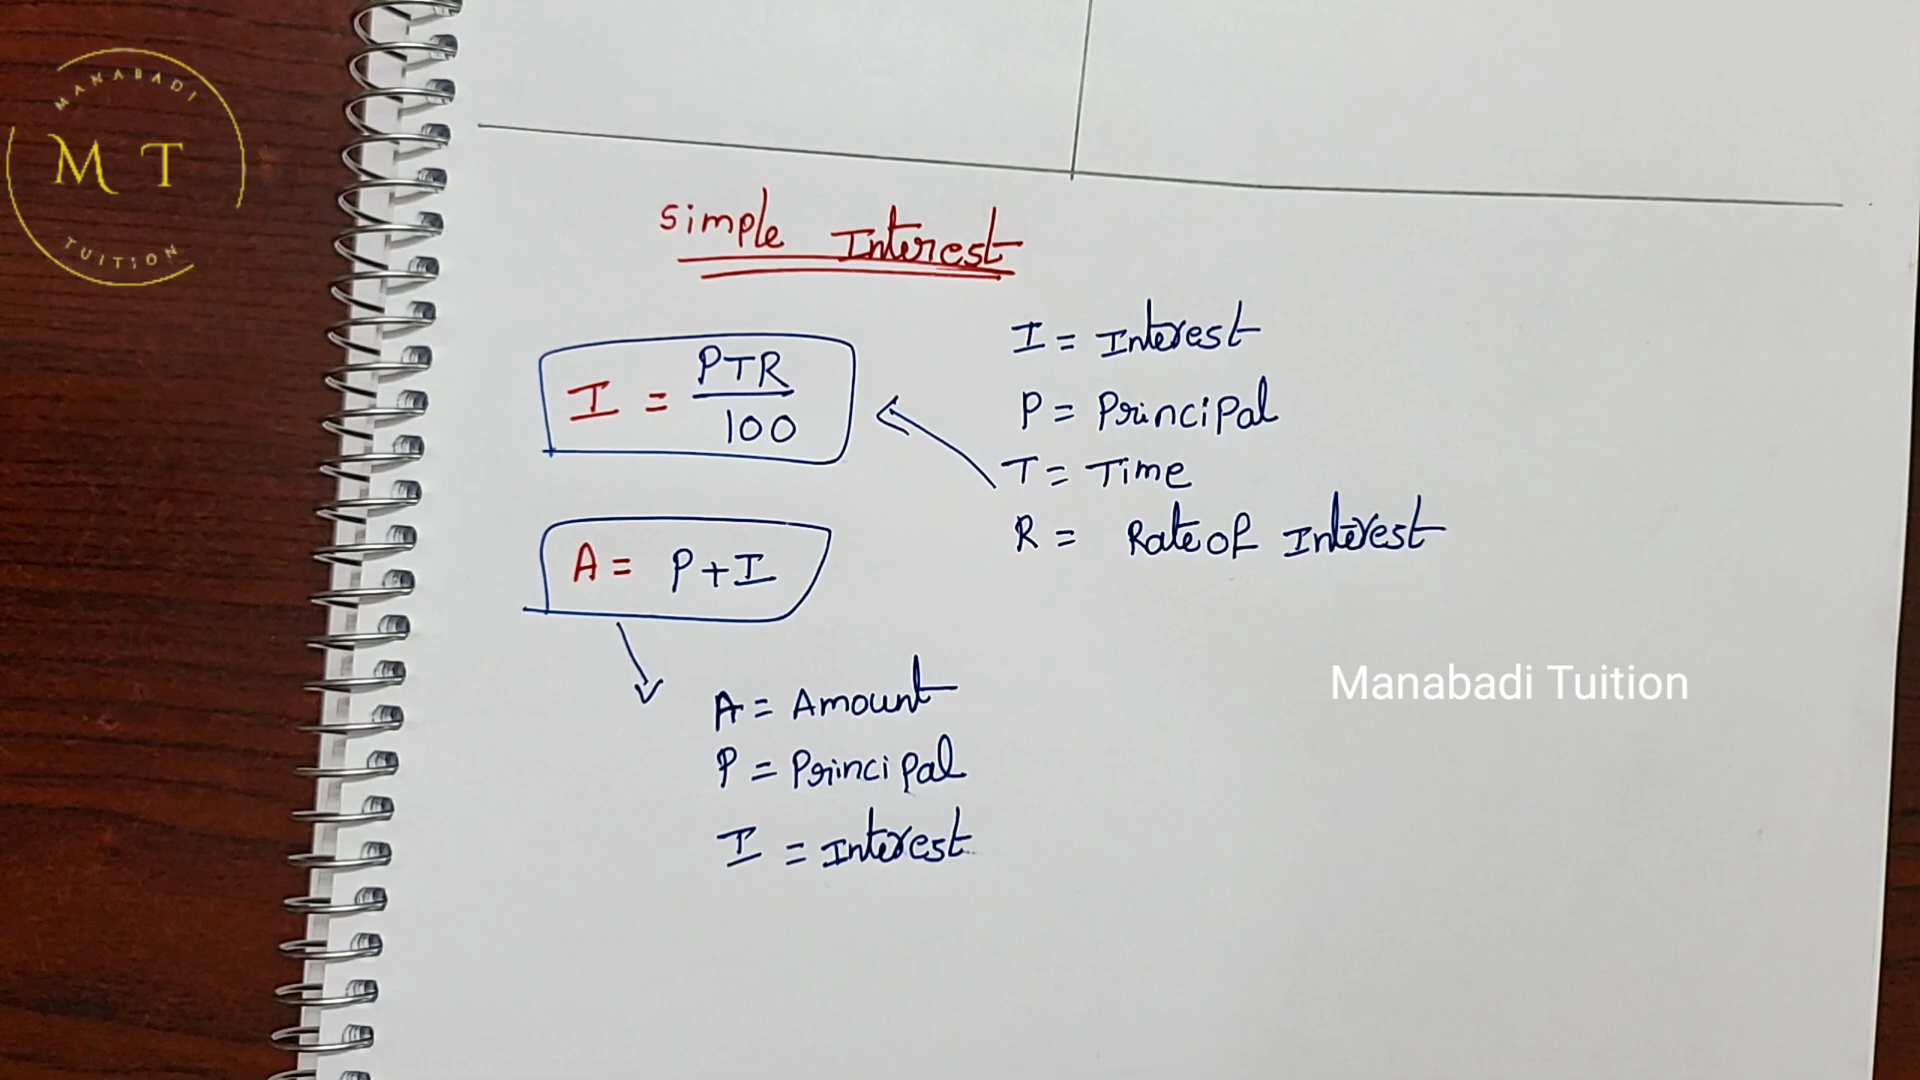 MANABADI
M T
TUITION
Simple Interest
I = PTR
100
I = Interest
P = Principal
T = Time
R = Rate of Interest
A = P+I
A = Amount
P = Principal
I = Interest
Manabadi Tuition